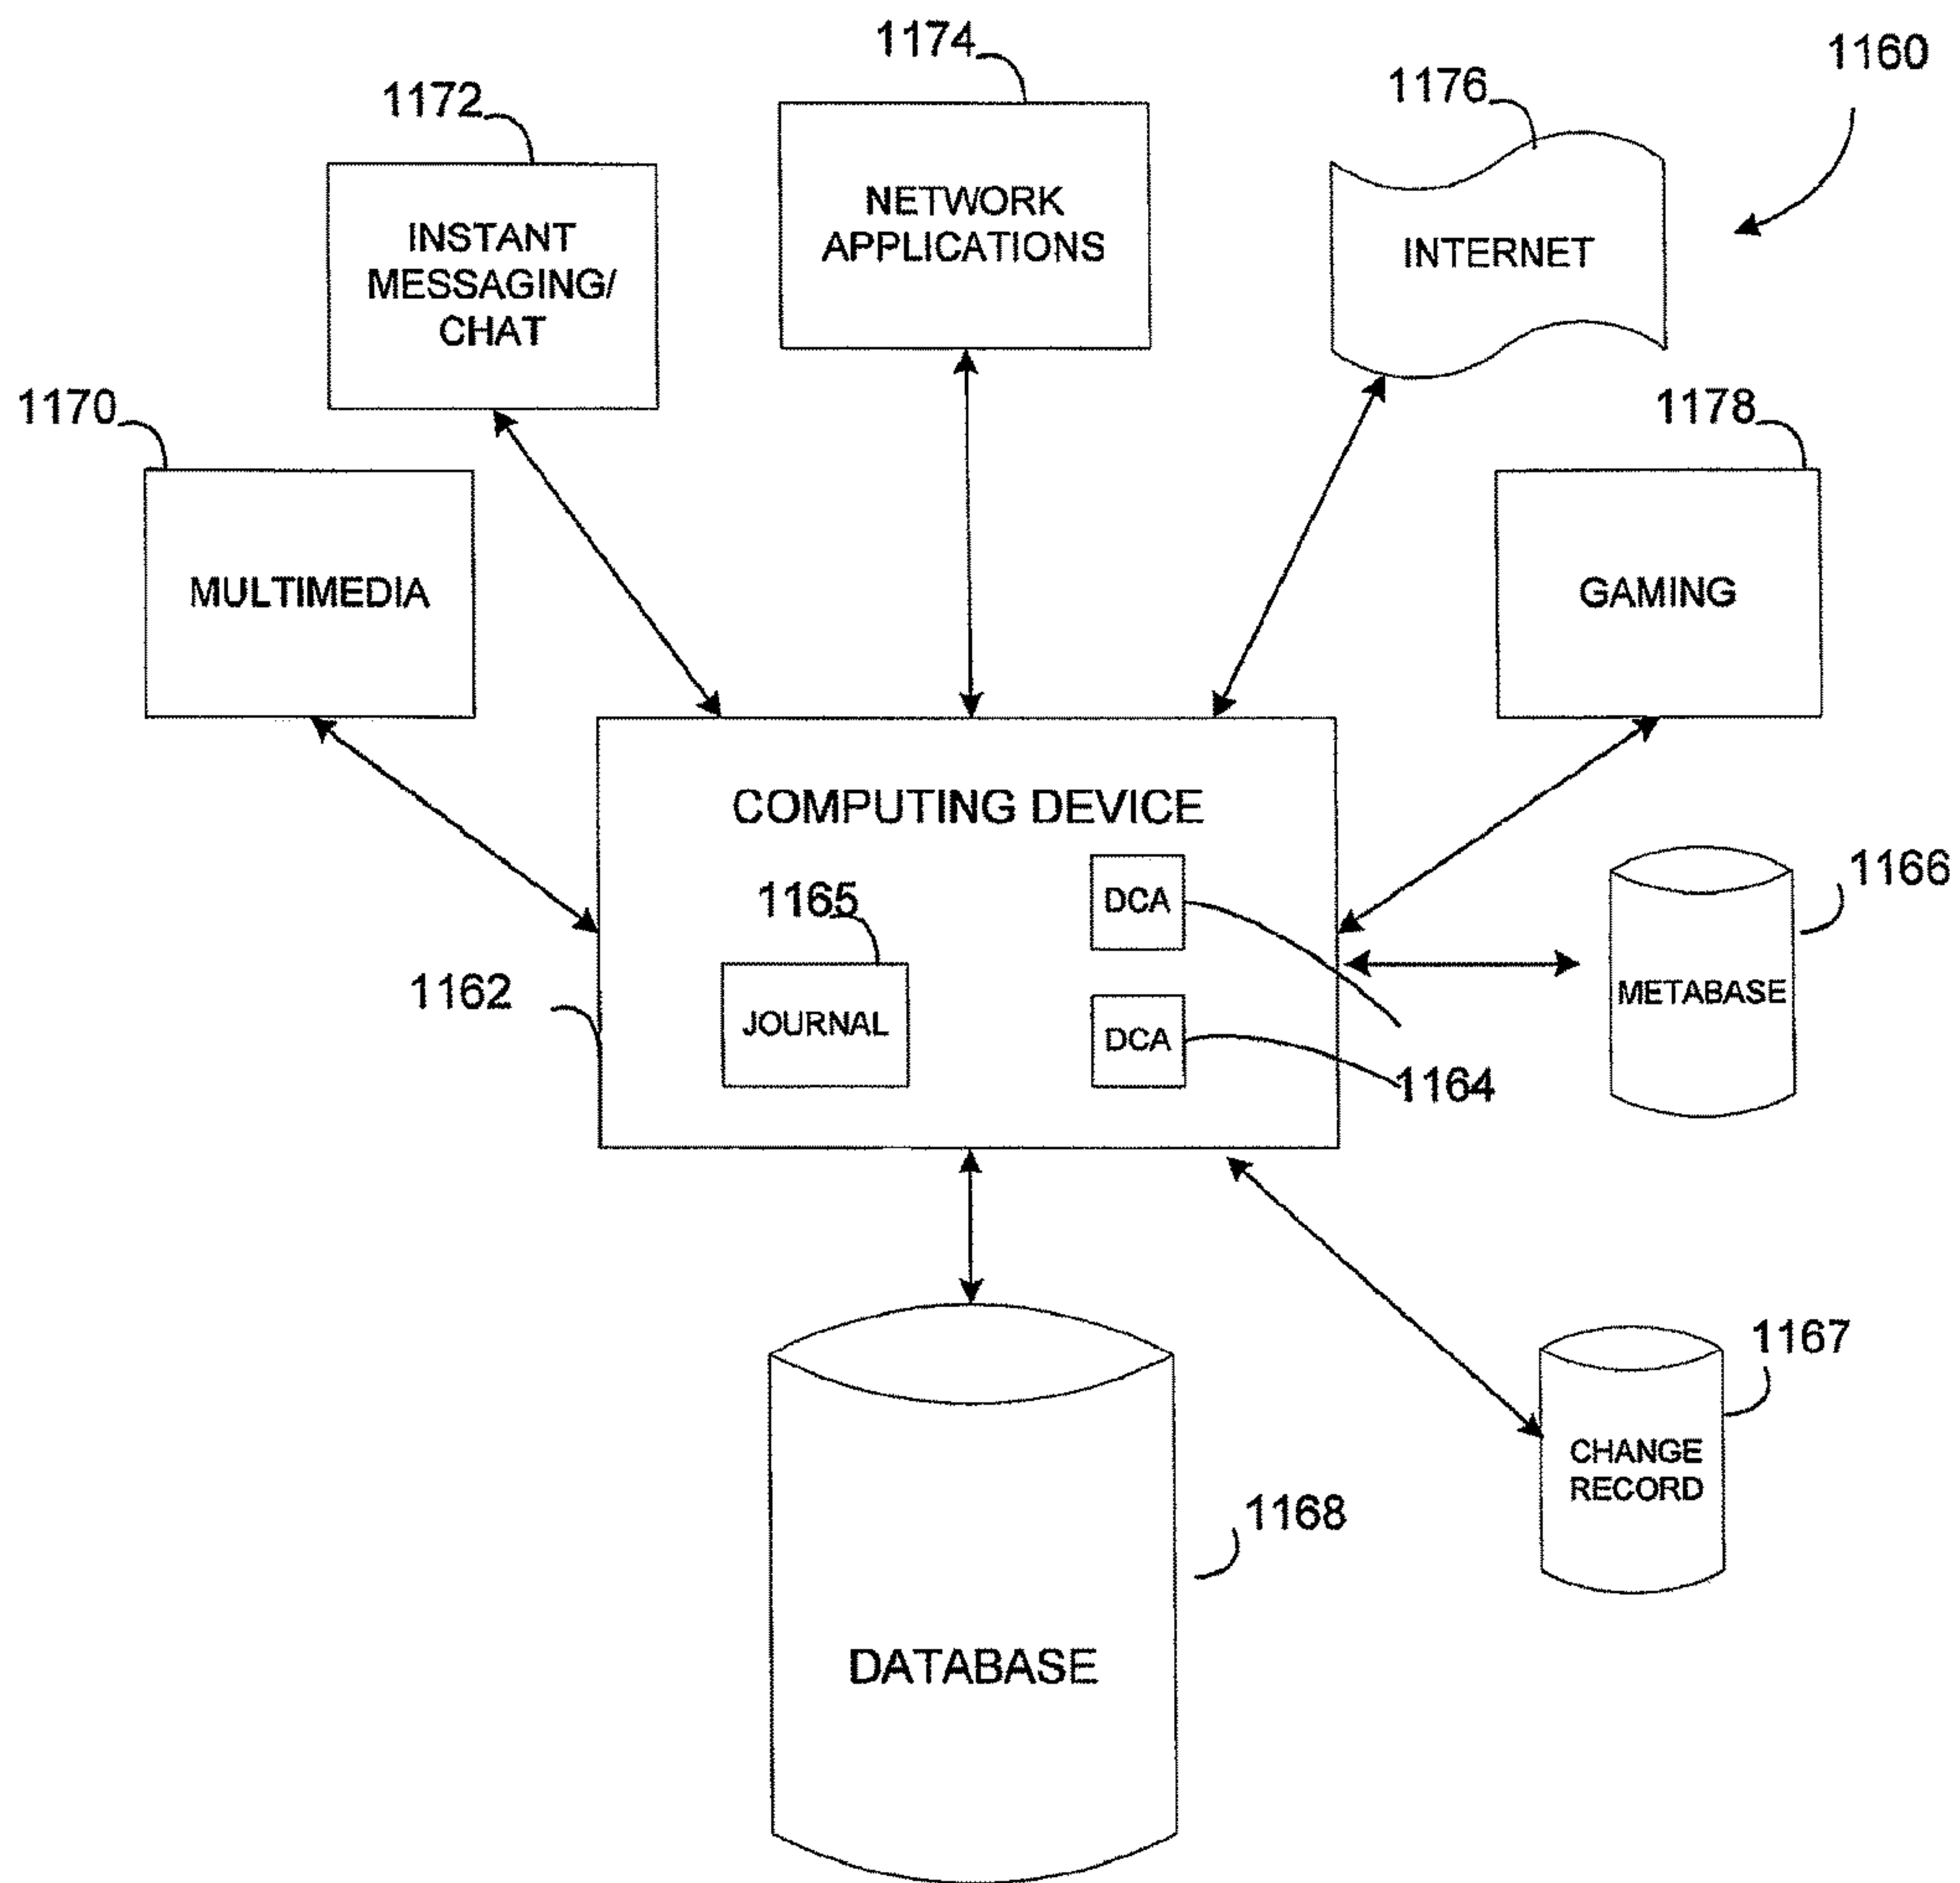 1174
1160
1176
1172
NETWORK
APPLICATIONS
INSTANT
MESSAGING/
CHAT
INTERNET
1170
1178
MULTIMEDIA
GAMING
COMPUTING DEVICE
1166
DCA
1165
1162
METABASE
JOURNAL
DCA
1164
1167
CHANGE
RECORD
1168
DATABASE